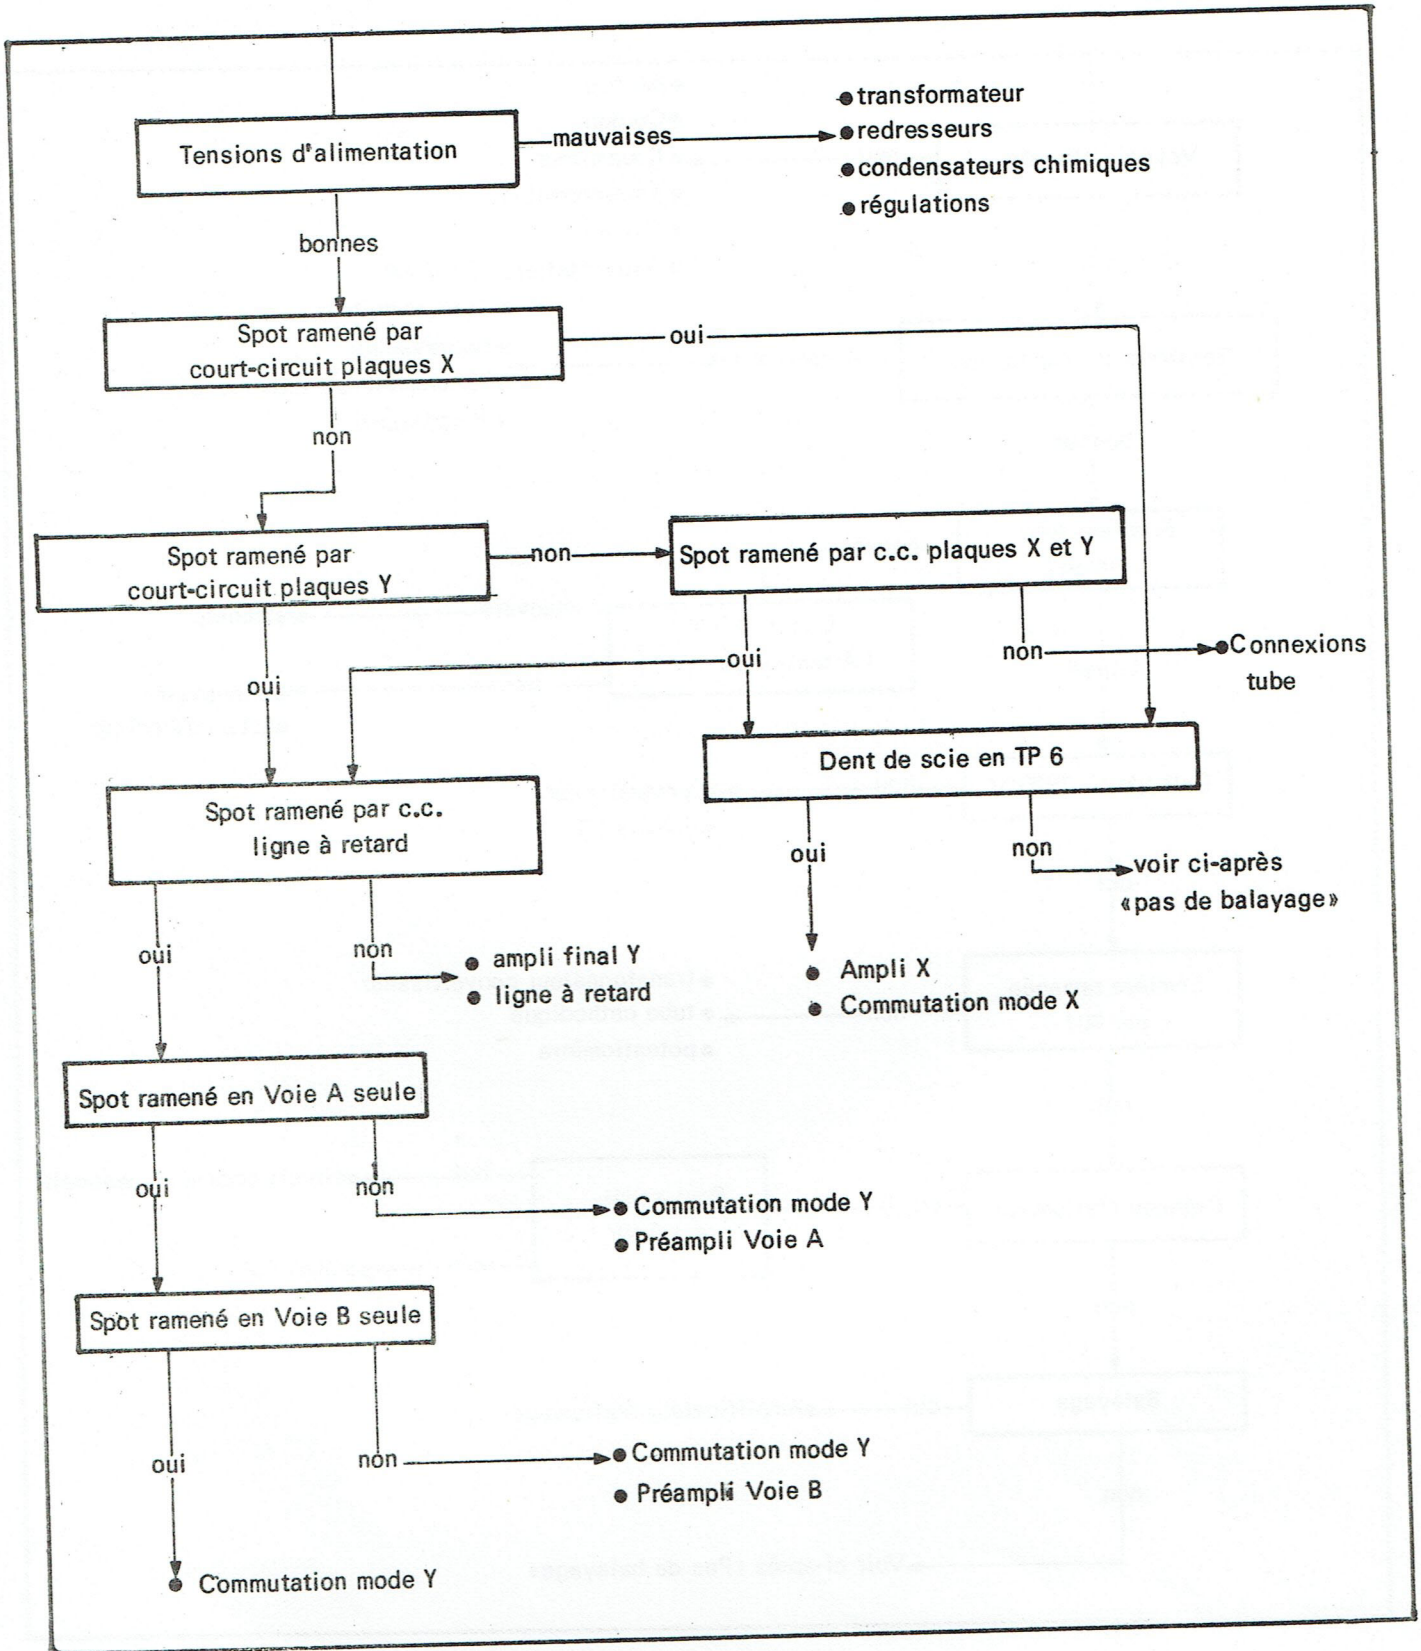 Tensions d'alimentation
mauvaises
● transformateur
● redresseurs
● condensateurs chimiques
● régulations
bonnes
Spot ramené par
court-circuit plaques X
oui
non
Spot ramené par
court-circuit plaques Y
non
Spot ramené par c.c. plaques X et Y
oui
oui
non
● Connexions
tube
Dent de scie en TP 6
Spot ramené par c.c.
ligne à retard
oui
non
voir ci-après
«pas de balayage»
oui
non
● ampli final Y
● ligne à retard
● Ampli X
● Commutation mode X
Spot ramené en Voie A seule
oui
non
● Commutation mode Y
● Préampli Voie A
Spot ramené en Voie B seule
oui
non
● Commutation mode Y
● Préampli Voie B
● Commutation mode Y